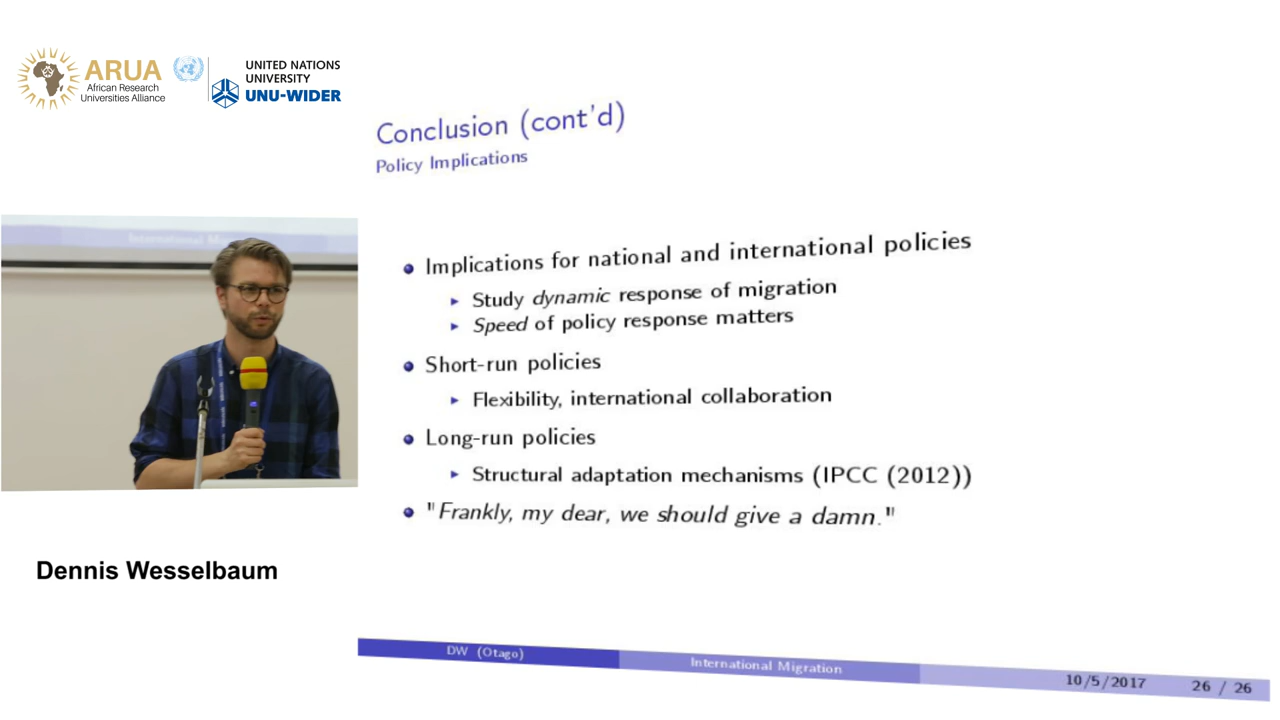 ARUA
African Research
Universities Alliance
UNITED NATIONS
UNIVERSITY
UNU-WIDER
Conclusion (cont'd)
Policy Implications
Implications for national and international policies
Study dynamic response of migration
Speed of policy response matters
Short-run policies
Flexibility, international collaboration
Long-run policies
Structural adaptation mechanisms (IPCC (2012))
"Frankly, my dear, we should give a damn."
Dennis Wesselbaum
DW (Otago)
International Migration
10/5/2017
26 / 26